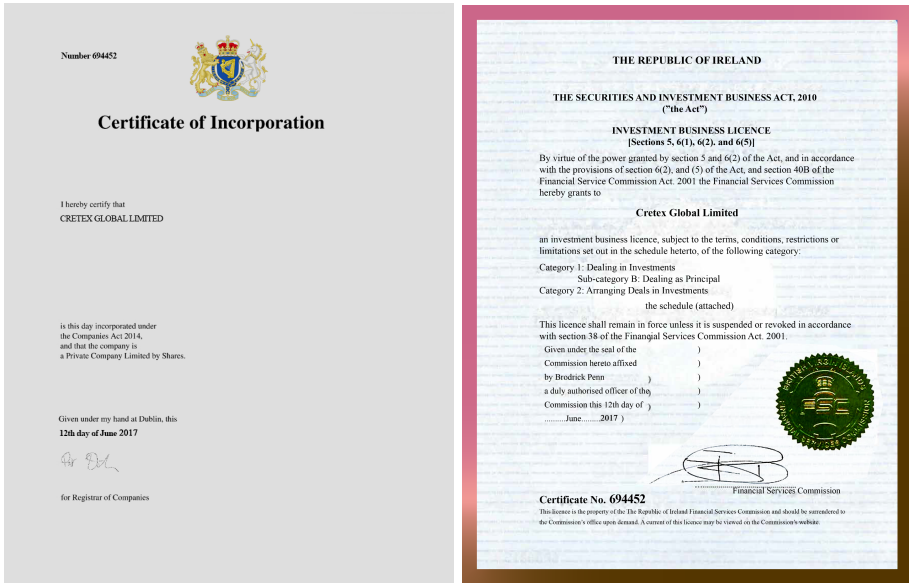 Number 694452
Certificate of Incorporation
I hereby certify that
CRETEX GLOBAL LIMITED
is this day incorporated under
the Companies Act 2014,
and that the company is
a Private Company Limited by Shares.
Given under my hand at Dublin, this
12th day of June 2017
for Registrar of Companies
THE REPUBLIC OF IRELAND
THE SECURITIES AND INVESTMENT BUSINESS ACT, 2010
("the Act")
INVESTMENT BUSINESS LICENCE
[Sections 5, 6(1), 6(2). and 6(5)]
By virtue of the power granted by section 5 and 6(2) of the Act, and in accordance
with the provisions of section 6(2), and (5) of the Act, and section 40B of the
Financial Service Commission Act. 2001 the Financial Services Commission
hereby grants to
Cretex Global Limited
an investment business licence, subject to the terms, conditions, restrictions or
limitations set out in the schedule heterto, of the following category:
Category 1: Dealing in Investments
Sub-category B: Dealing as Principal
Category 2: Arranging Deals in Investments
the schedule (attached)
This licence shall remain in force unless it is suspended or revoked in accordance
with section 38 of the Financial Services Commission Act. 2001.
Given under the seal of the )
Commission hereto affixed )
by Brodrick Penn ) )
a duly authorised officer of the) )
Commission this 12th day of ) )
..........June.........2017 )
BRITISH VIRGIN ISLANDS
FSC
Financial Services Commission
Certificate No. 694452
This license is the property of the The Republic of Ireland Financial Services Commission and should be surrendered to
the Commission's office upon demand. A current of this licence may be viewed on the Commission's website